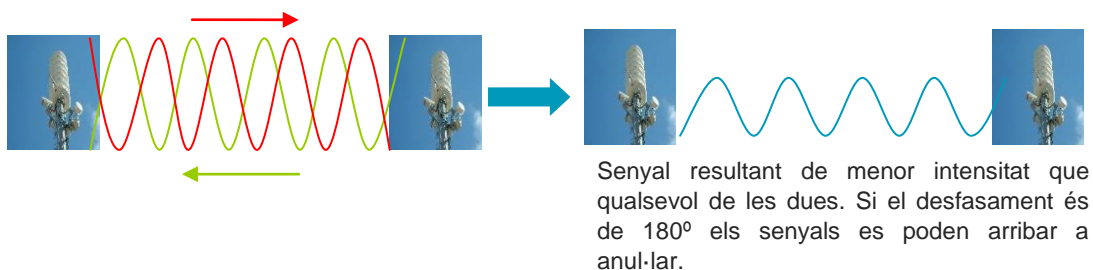 Senyal resultant de menor intensitat que
qualsevol de les dues. Si el desfasament és
de 180º els senyals es poden arribar a
anul·lar.